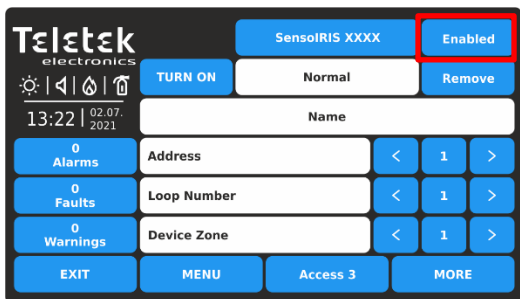 Teletek
electronics
SensoIRIS XXXX
Enabled
TURN ON
Normal
Remove
13:22 02.07.
2021
Name
0
Alarms
Address
< 1 >
0
Faults
Loop Number
< 1 >
0
Warnings
Device Zone
< 1 >
EXIT
MENU
Access 3
MORE